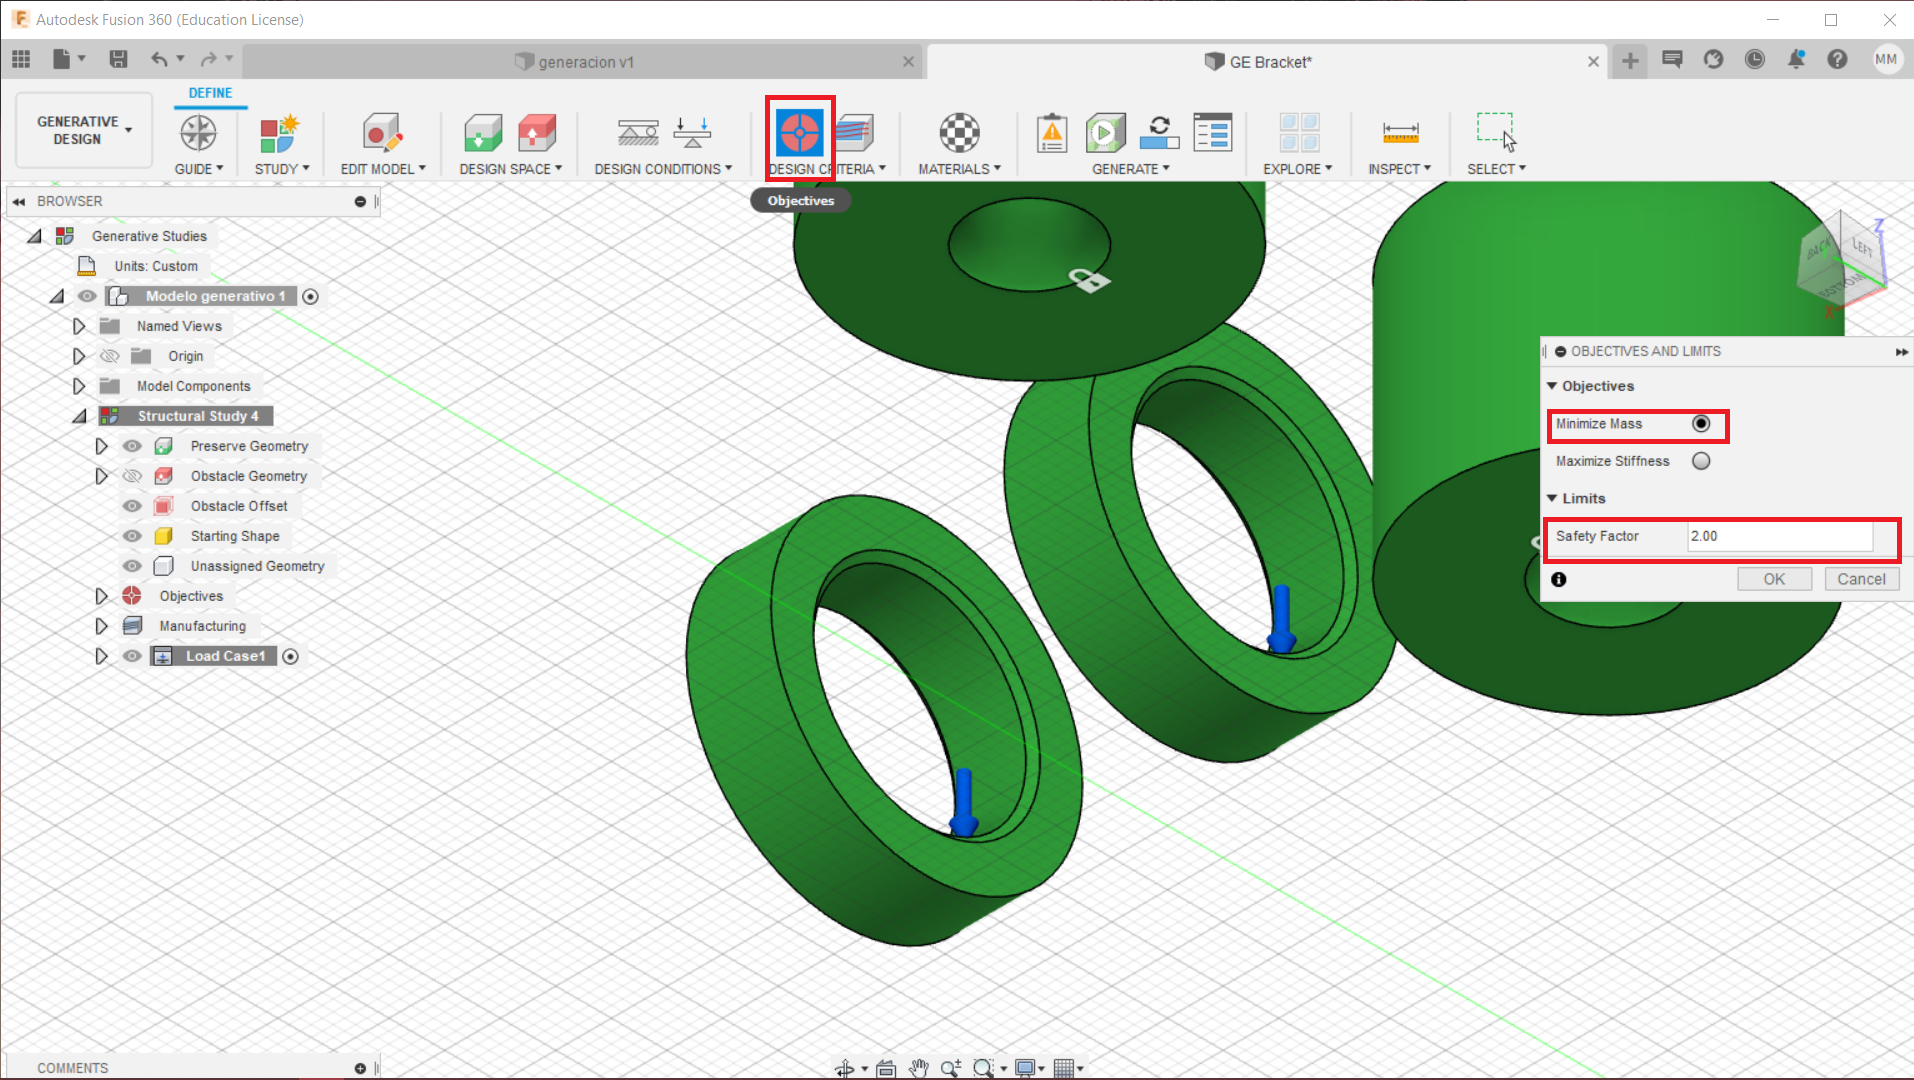 Autodesk Fusion 360 (Education License)
generacion v1
GE Bracket*
MM
DEFINE
GENERATIVE
DESIGN
GUIDE
STUDY
EDIT MODEL
DESIGN SPACE
DESIGN CONDITIONS
DESIGN CRITERIA
MATERIALS
GENERATE
EXPLORE
INSPECT
SELECT
Objectives
BROWSER
Generative Studies
Units: Custom
Modelo generativo 1
Named Views
Origin
Model Components
Structural Study 4
Preserve Geometry
Obstacle Geometry
Obstacle Offset
Starting Shape
Unassigned Geometry
Objectives
Manufacturing
Load Case1
Z
BACK
LEFT
BOTTOM
X
OBJECTIVES AND LIMITS
Objectives
Minimize Mass
Maximize Stiffness
Limits
Safety Factor 2.00
OK Cancel
COMMENTS